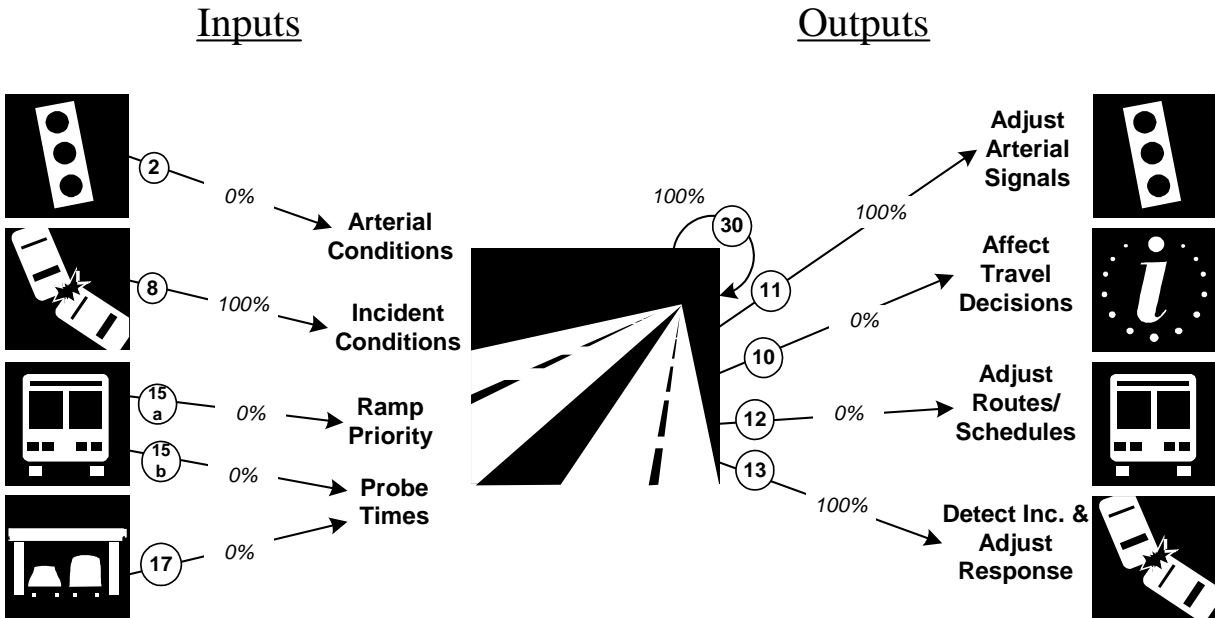 Inputs
Outputs
2
0%
Arterial
Conditions
8
100%
Incident
Conditions
15
a
0%
Ramp
Priority
15
b
0%
Probe
Times
17
0%
100%
30
11
100%
Adjust
Arterial
Signals
10
0%
Affect
Travel
Decisions
i
12
0%
Adjust
Routes/
Schedules
13
100%
Detect Inc. &
Adjust
Response